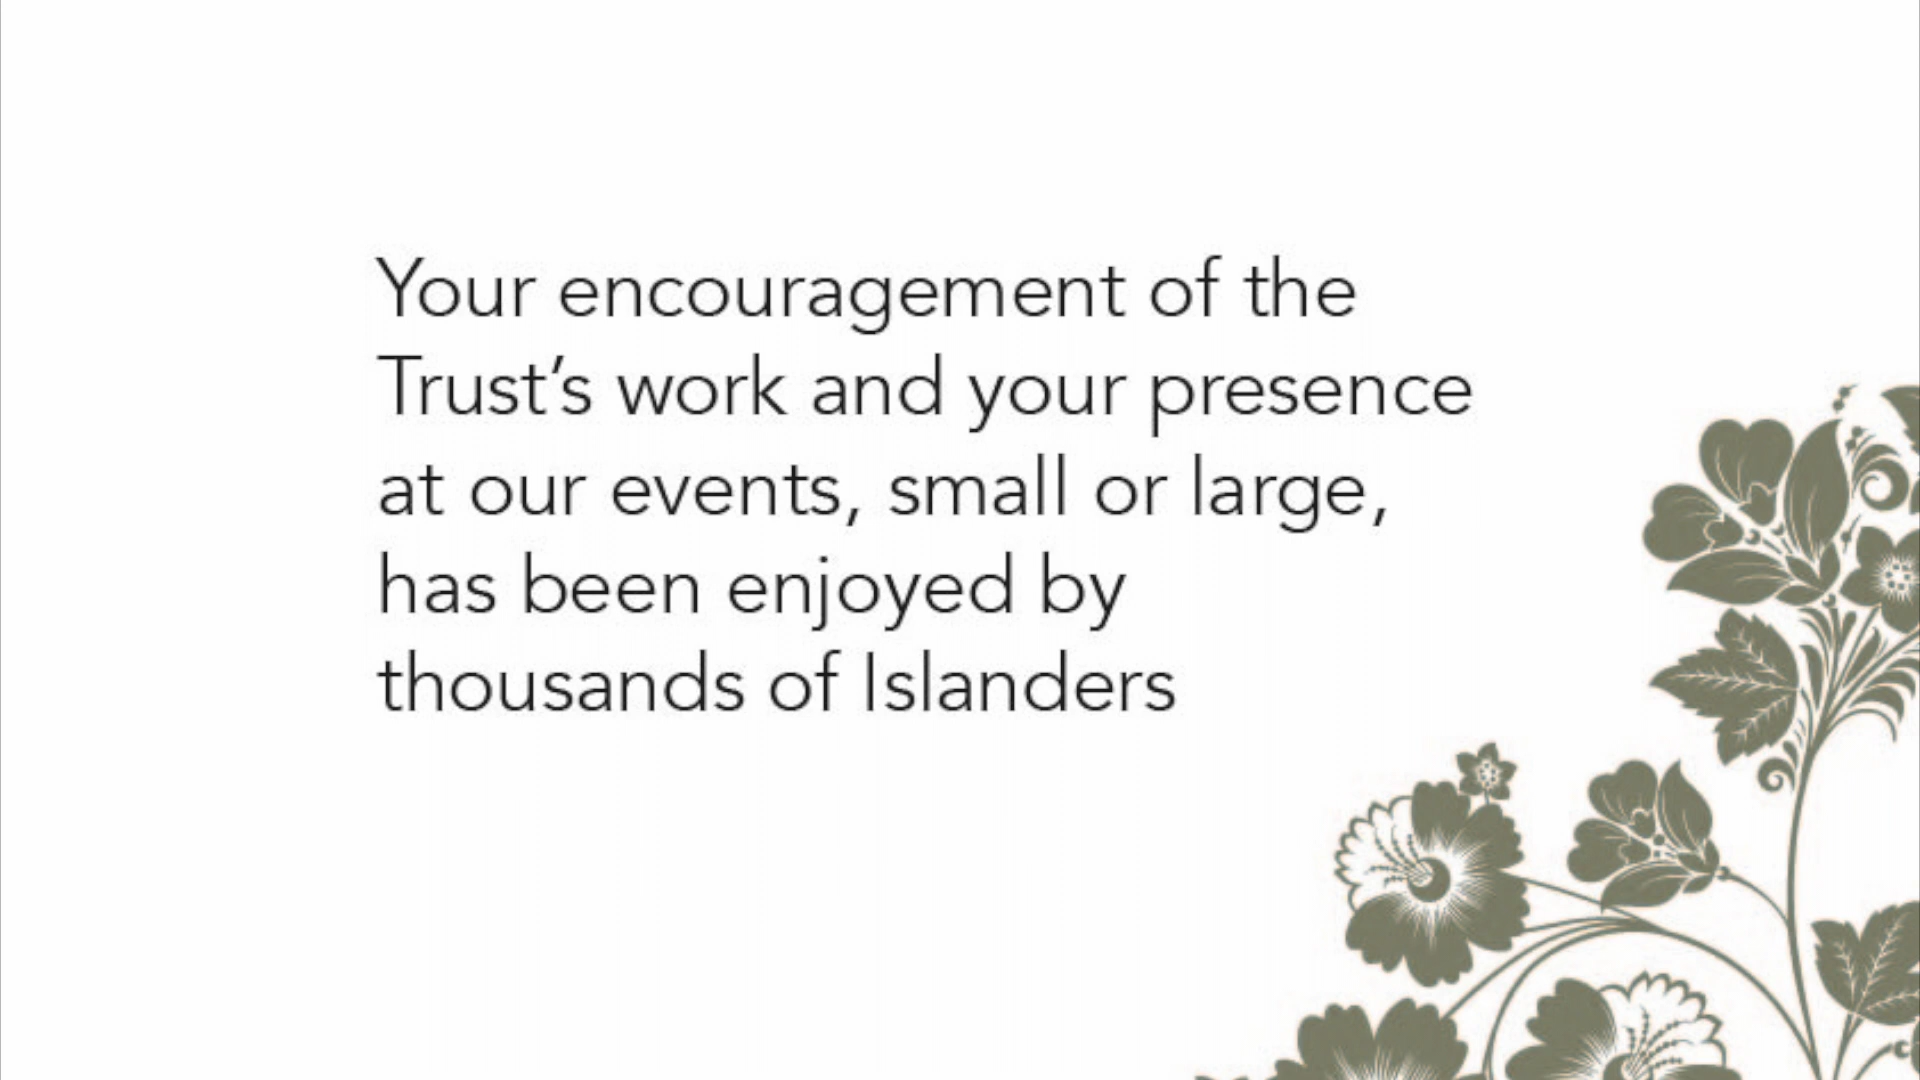 Your encouragement of the
Trust’s work and your presence
at our events, small or large,
has been enjoyed by
thousands of Islanders